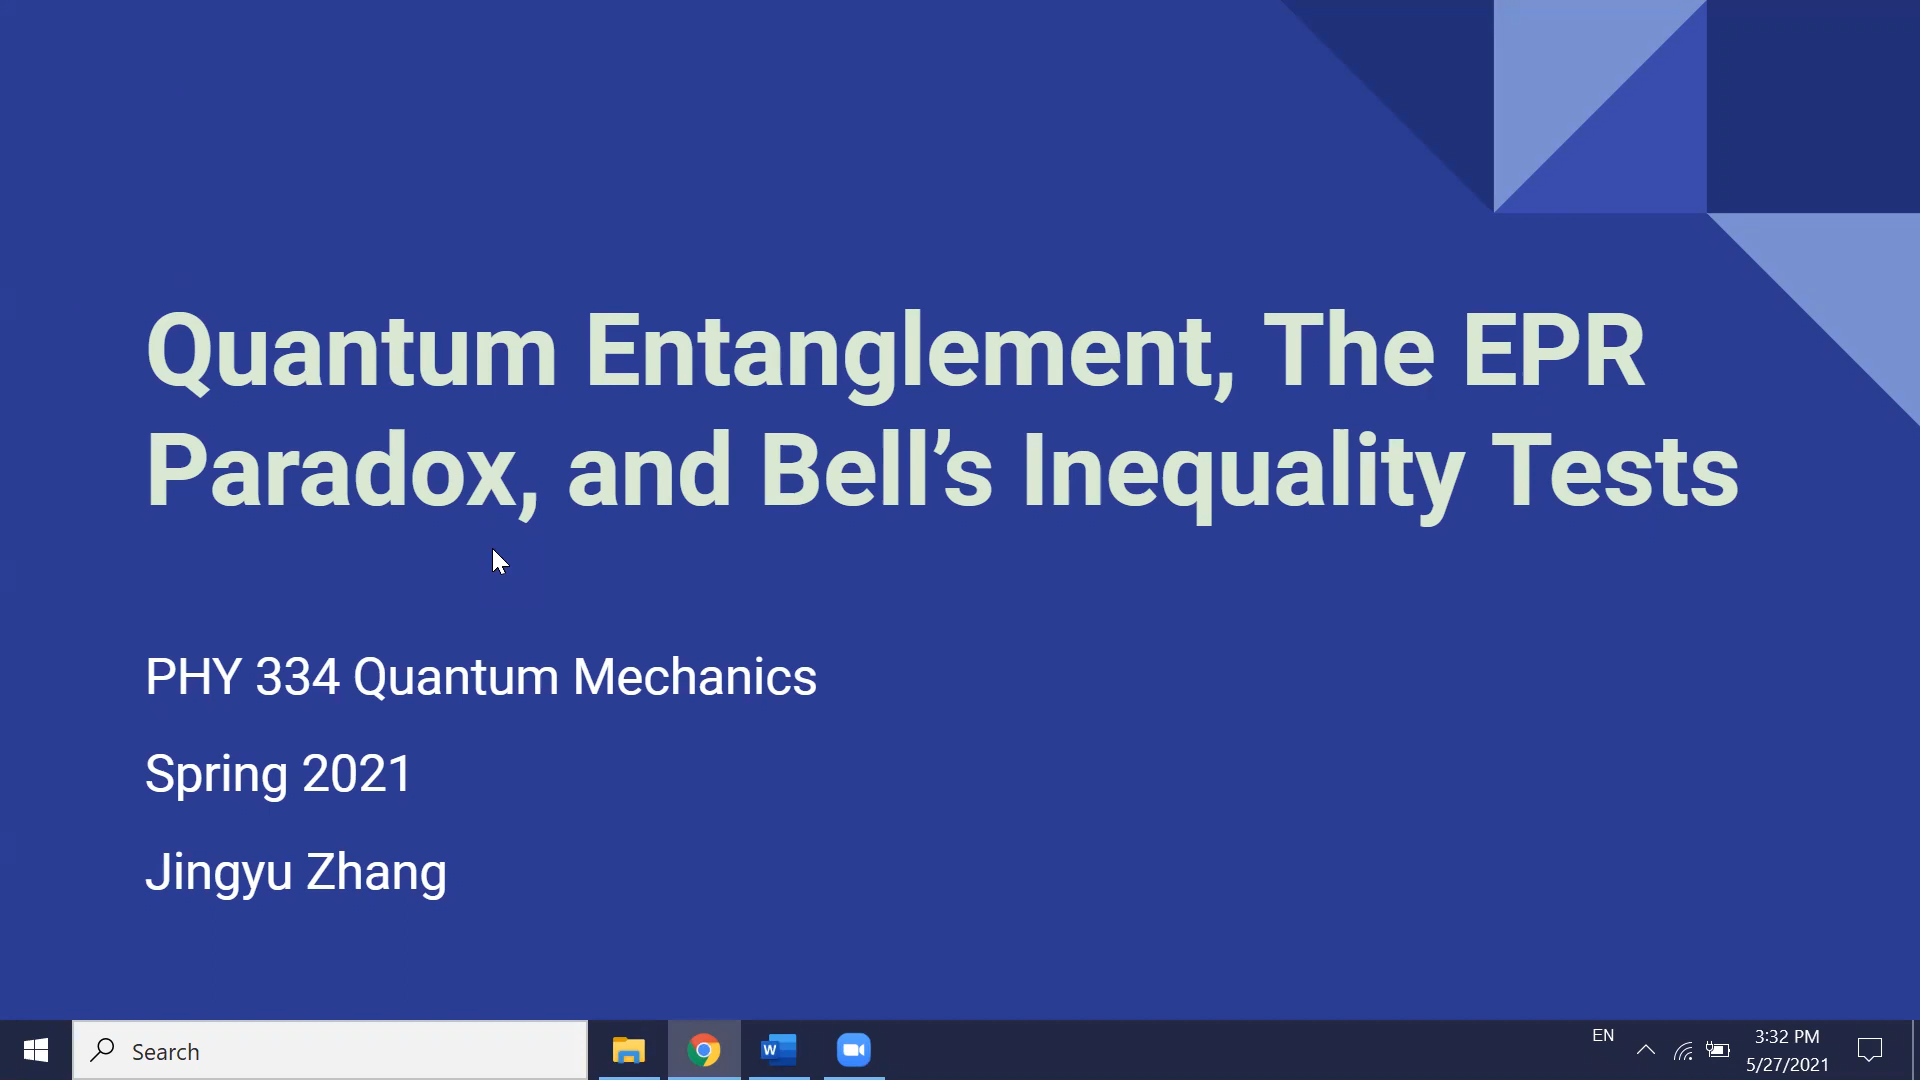 Quantum Entanglement, The EPR
Paradox, and Bell’s Inequality Tests
PHY 334 Quantum Mechanics
Spring 2021
Jingyu Zhang
Search
W
EN
3:32 PM
5/27/2021